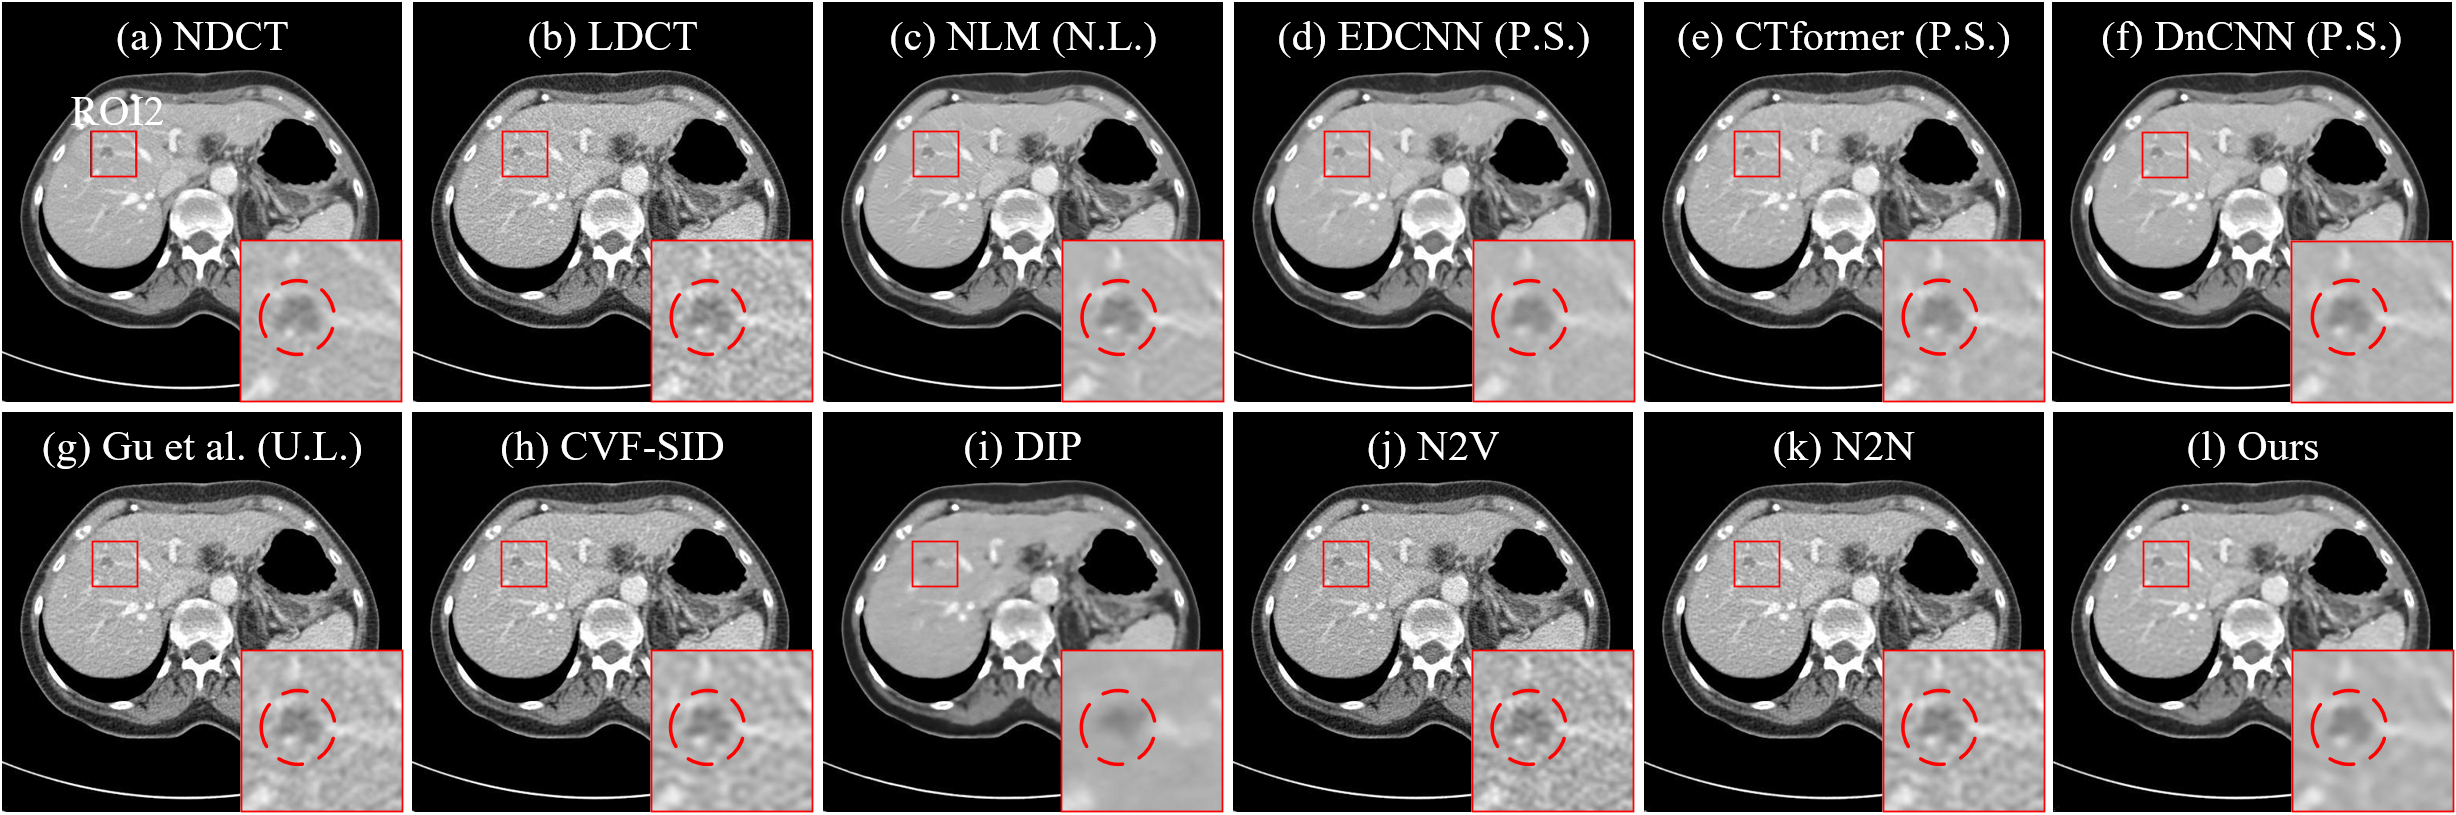 (a) NDCT
ROI2
(b) LDCT
(c) NLM (N.L.)
(d) EDCNN (P.S.)
(e) CTformer (P.S.)
(f) DnCNN (P.S.)
(g) Gu et al. (U.L.)
(h) CVF-SID
(i) DIP
(j) N2V
(k) N2N
(l) Ours